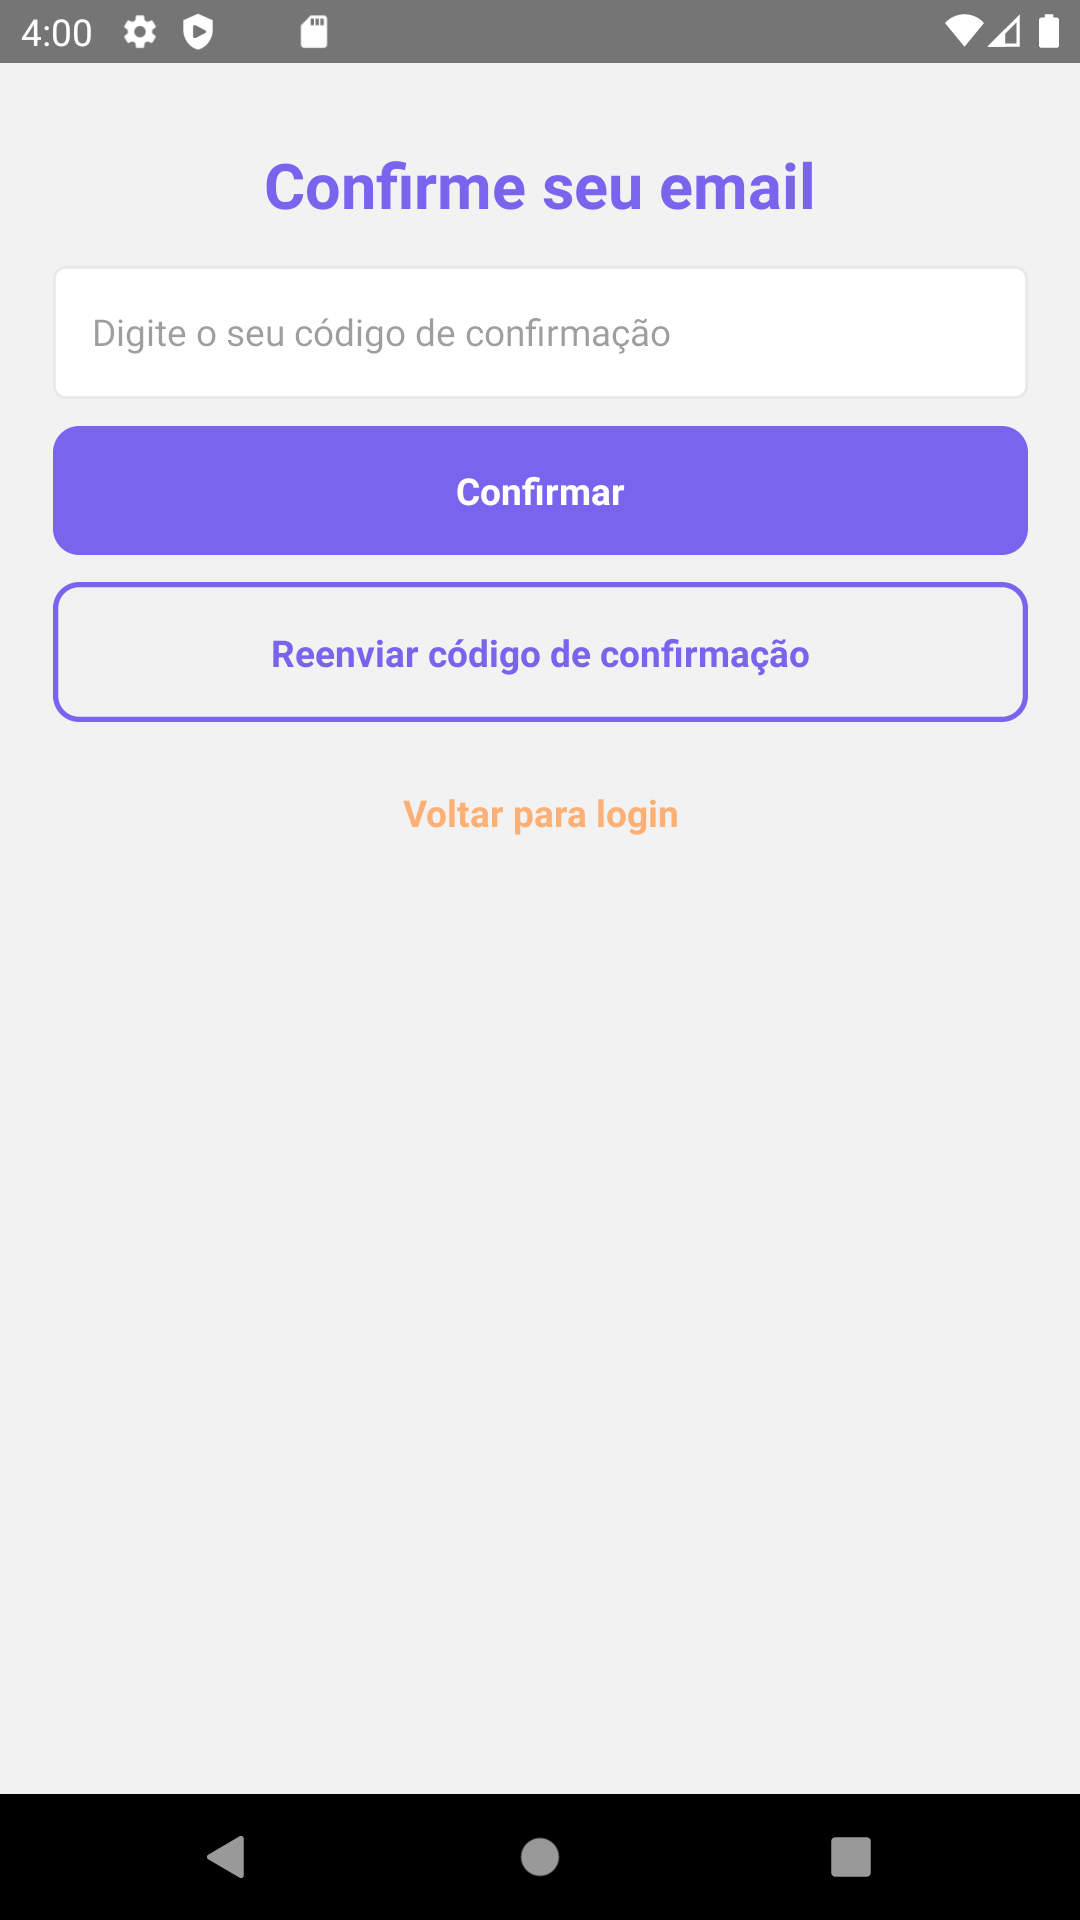 4:00
Confirme seu email
Digite o seu código de confirmação
Confirmar
Reenviar código de confirmação
Voltar para login